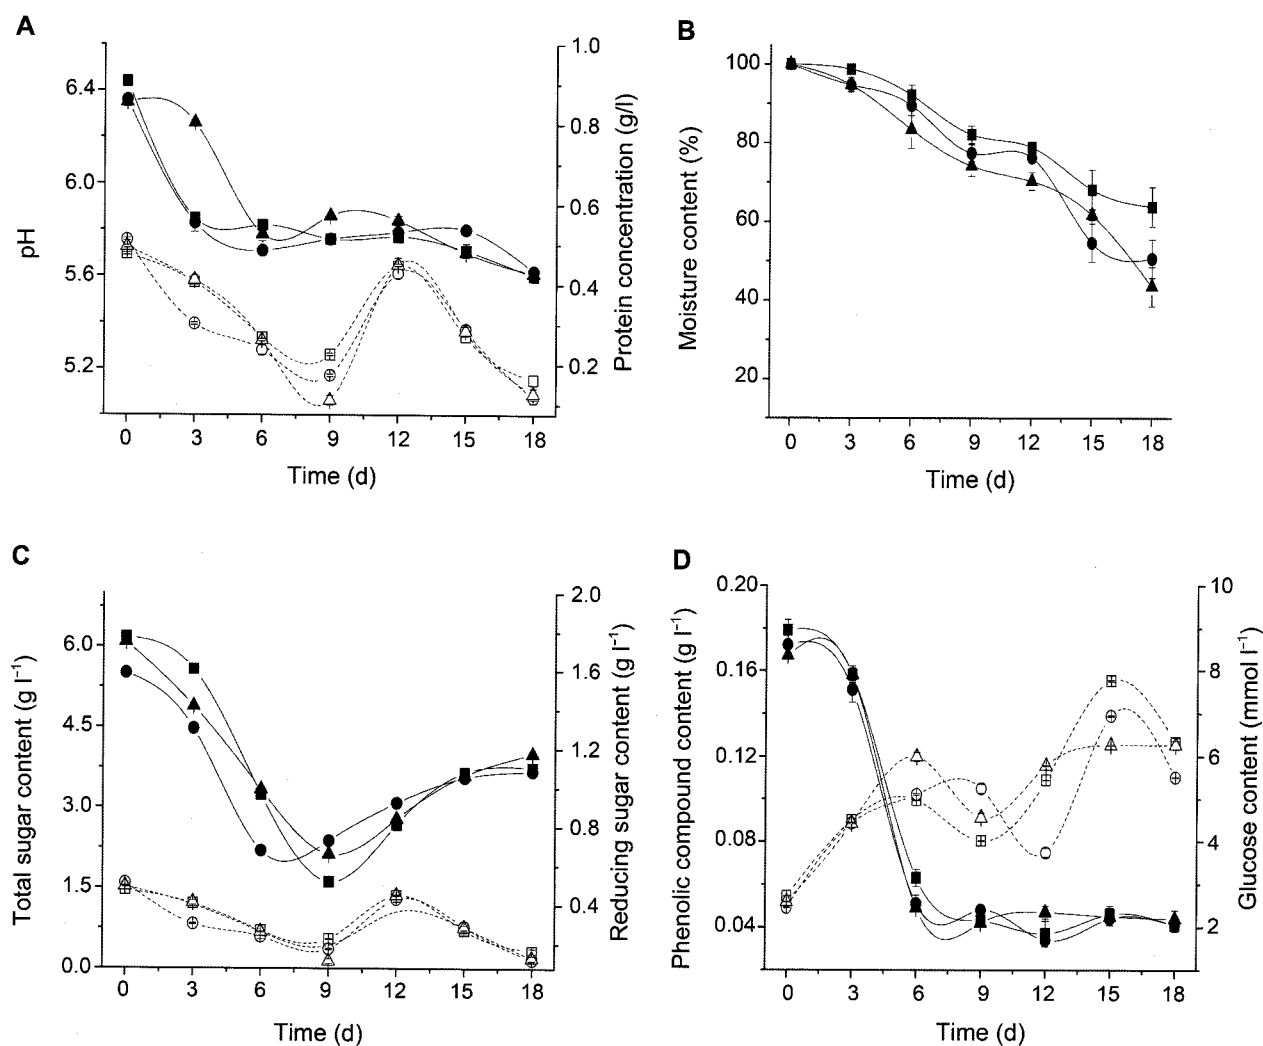 A
pH
6.4
6.0
5.6
5.2
1.0
0.8
0.6
0.4
0.2
Protein concentration (g/l)
0 3 6 9 12 15 18
Time (d)
B
Moisture content (%)
100
80
60
40
20
0 3 6 9 12 15 18
Time (d)
C
Total sugar content (g l⁻¹)
6.0
4.5
3.0
1.5
0.0
2.0
1.6
1.2
0.8
0.4
Reducing sugar content (g l⁻¹)
0 3 6 9 12 15 18
Time (d)
D
Phenolic compound content (g l⁻¹)
0.20
0.16
0.12
0.08
0.04
10
8
6
4
2
Glucose content (mmol l⁻¹)
0 3 6 9 12 15 18
Time (d)